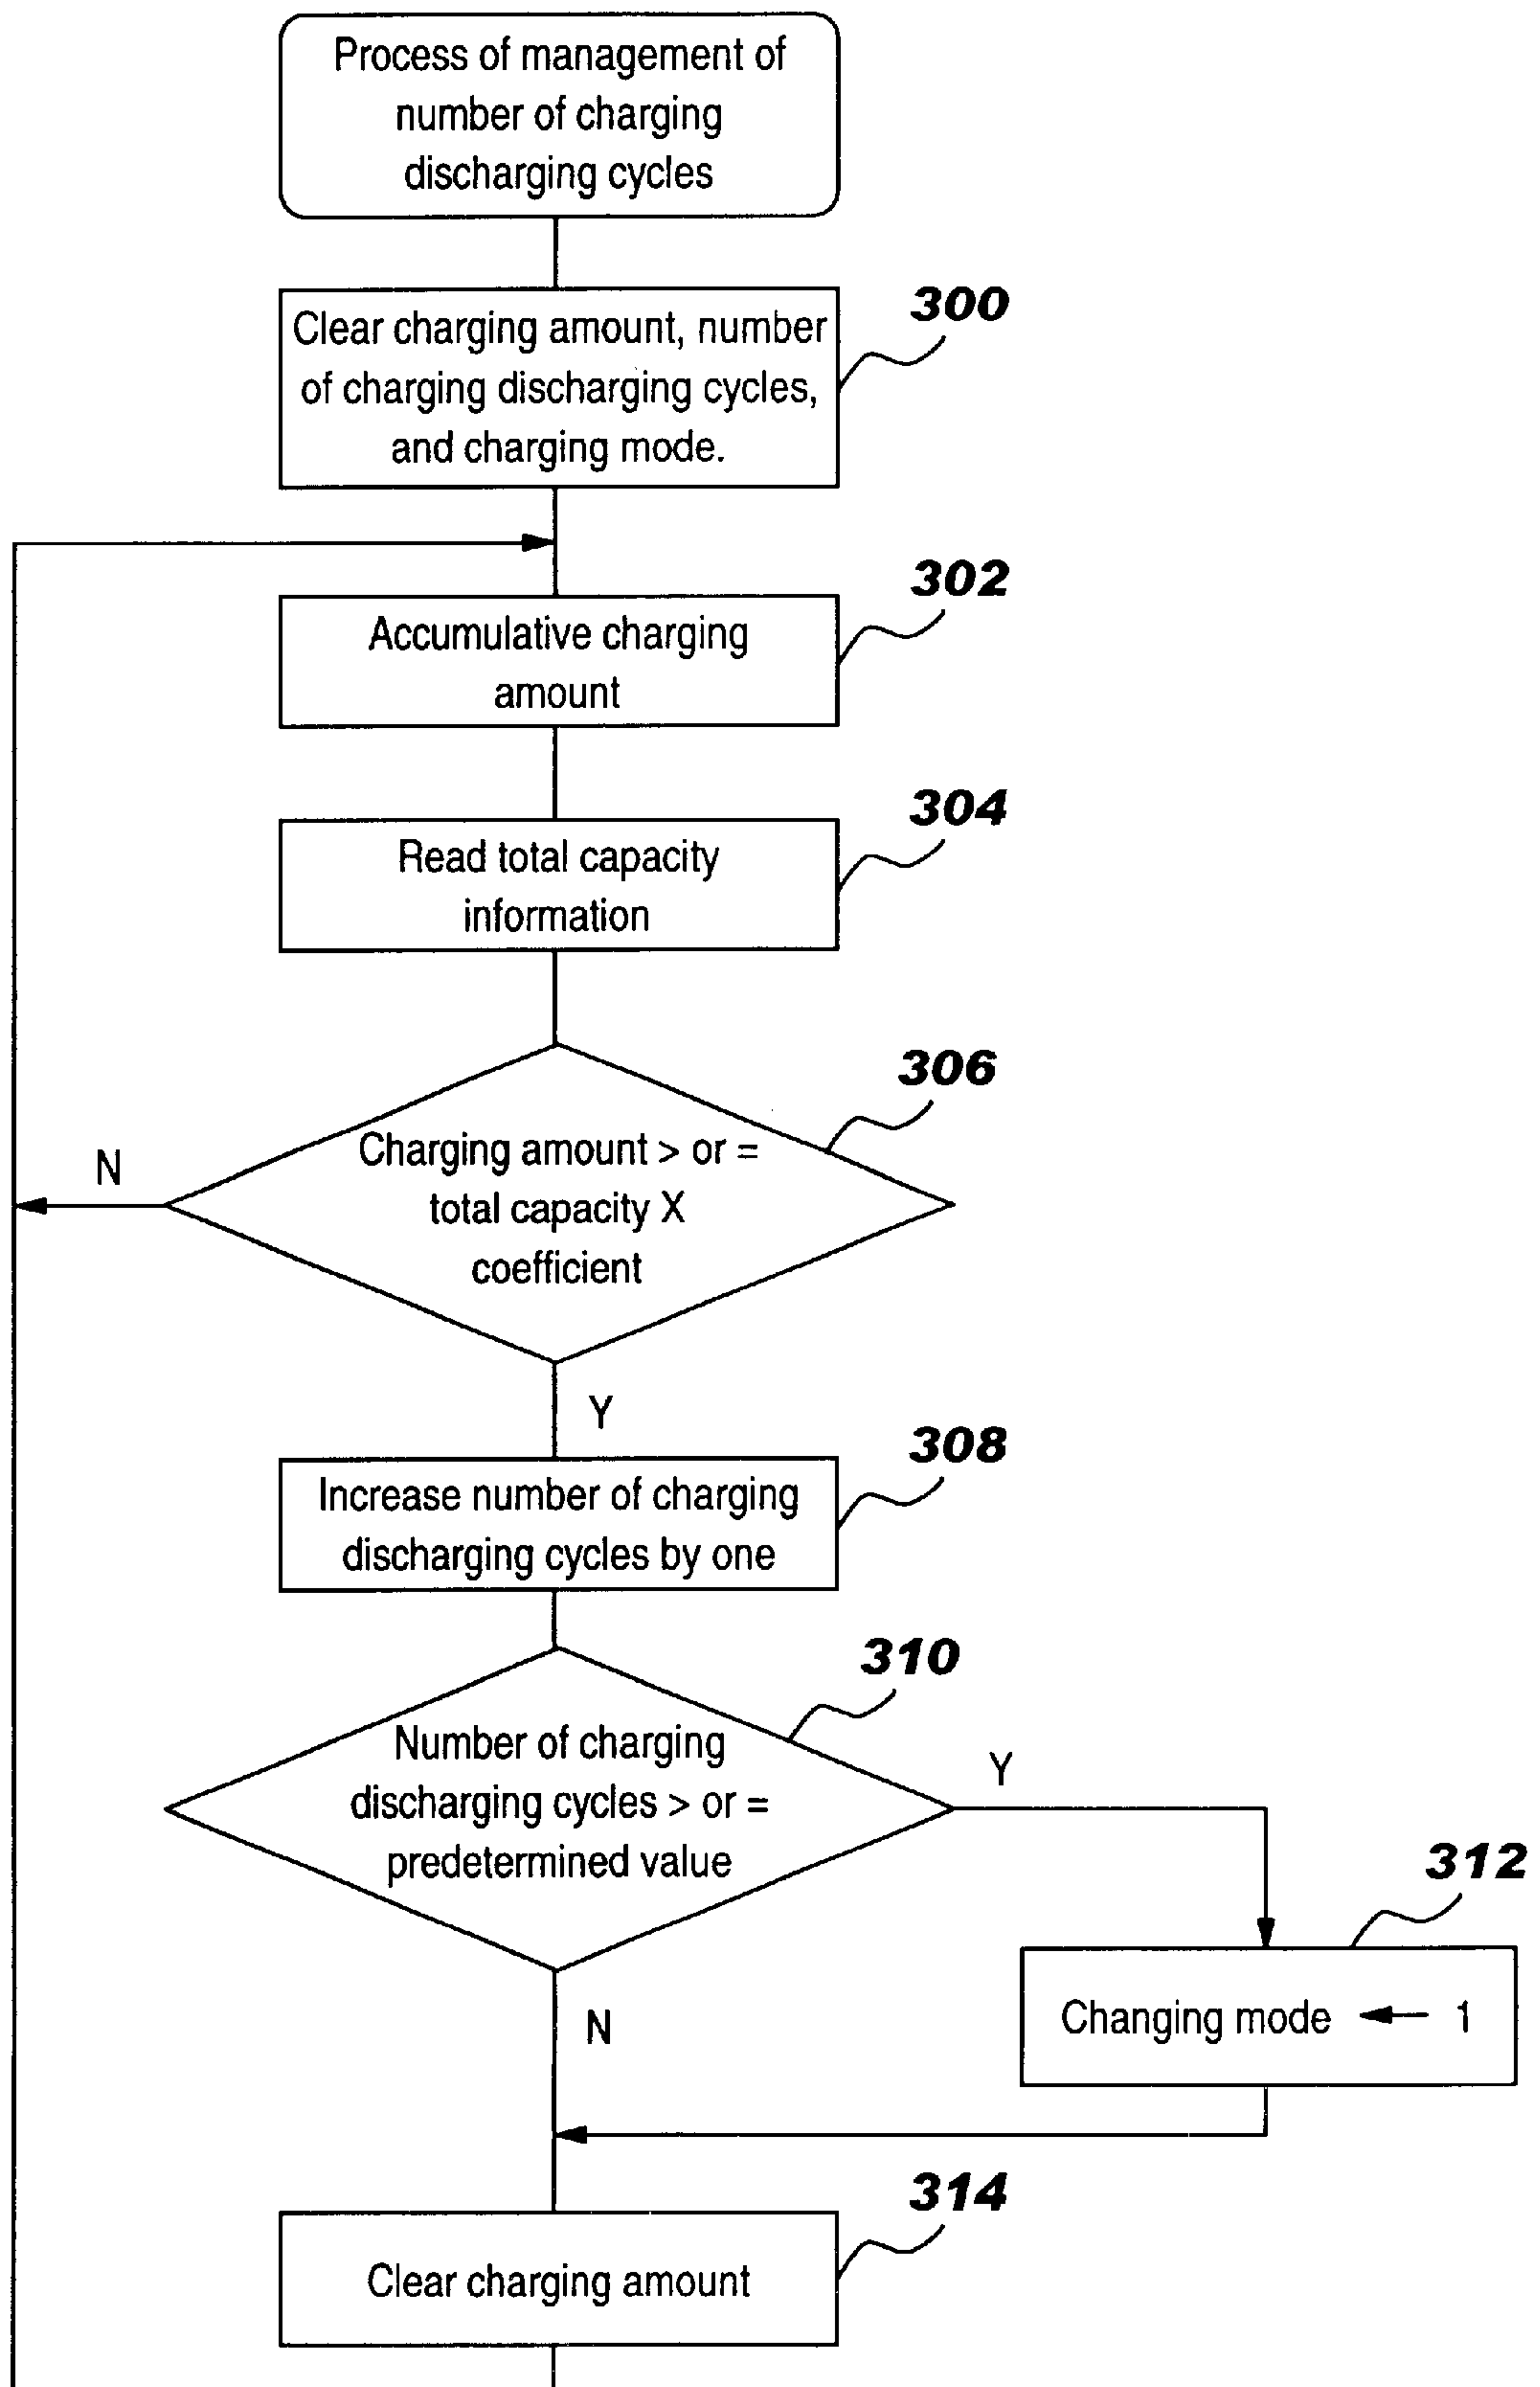 Process of management of
number of charging
discharging cycles
300
Clear charging amount, number
of charging discharging cycles,
and charging mode.
302
Accumulative charging
amount
304
Read total capacity
information
306
Charging amount > or =
total capacity X
coefficient
N
Y
308
Increase number of charging
discharging cycles by one
310
Number of charging
discharging cycles > or =
predetermined value
Y
312
Changing mode ← 1
N
314
Clear charging amount